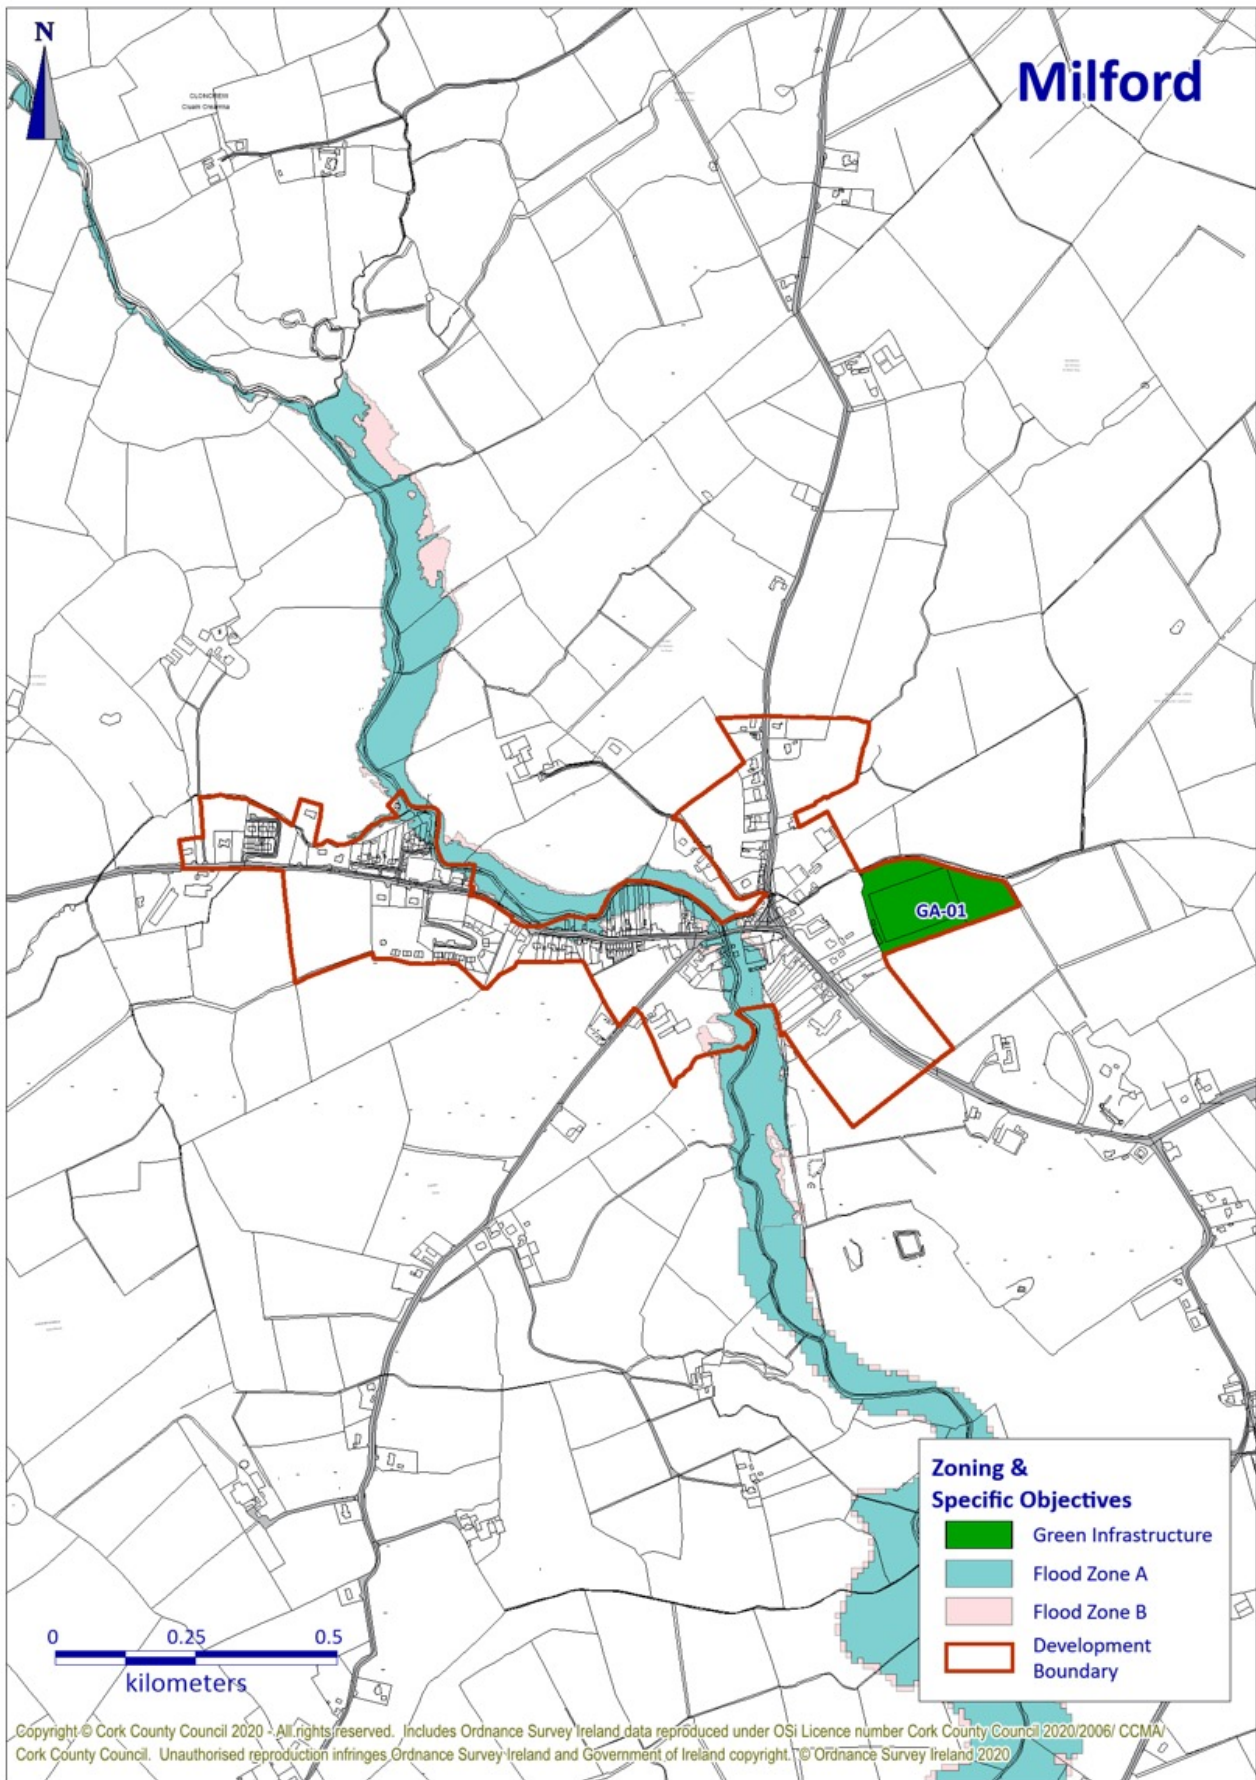 N
Milford
CLONCREW
GA-01
Zoning &
Specific Objectives
Green Infrastructure
Flood Zone A
Flood Zone B
Development
Boundary
0 0.25 0.5
kilometers
Copyright © Cork County Council 2020 - All rights reserved. Includes Ordnance Survey Ireland data reproduced under OSi Licence number Cork County Council 2020/2006/ CCMA/
Cork County Council. Unauthorised reproduction infringes Ordnance Survey Ireland and Government of Ireland copyright. © Ordnance Survey Ireland 2020